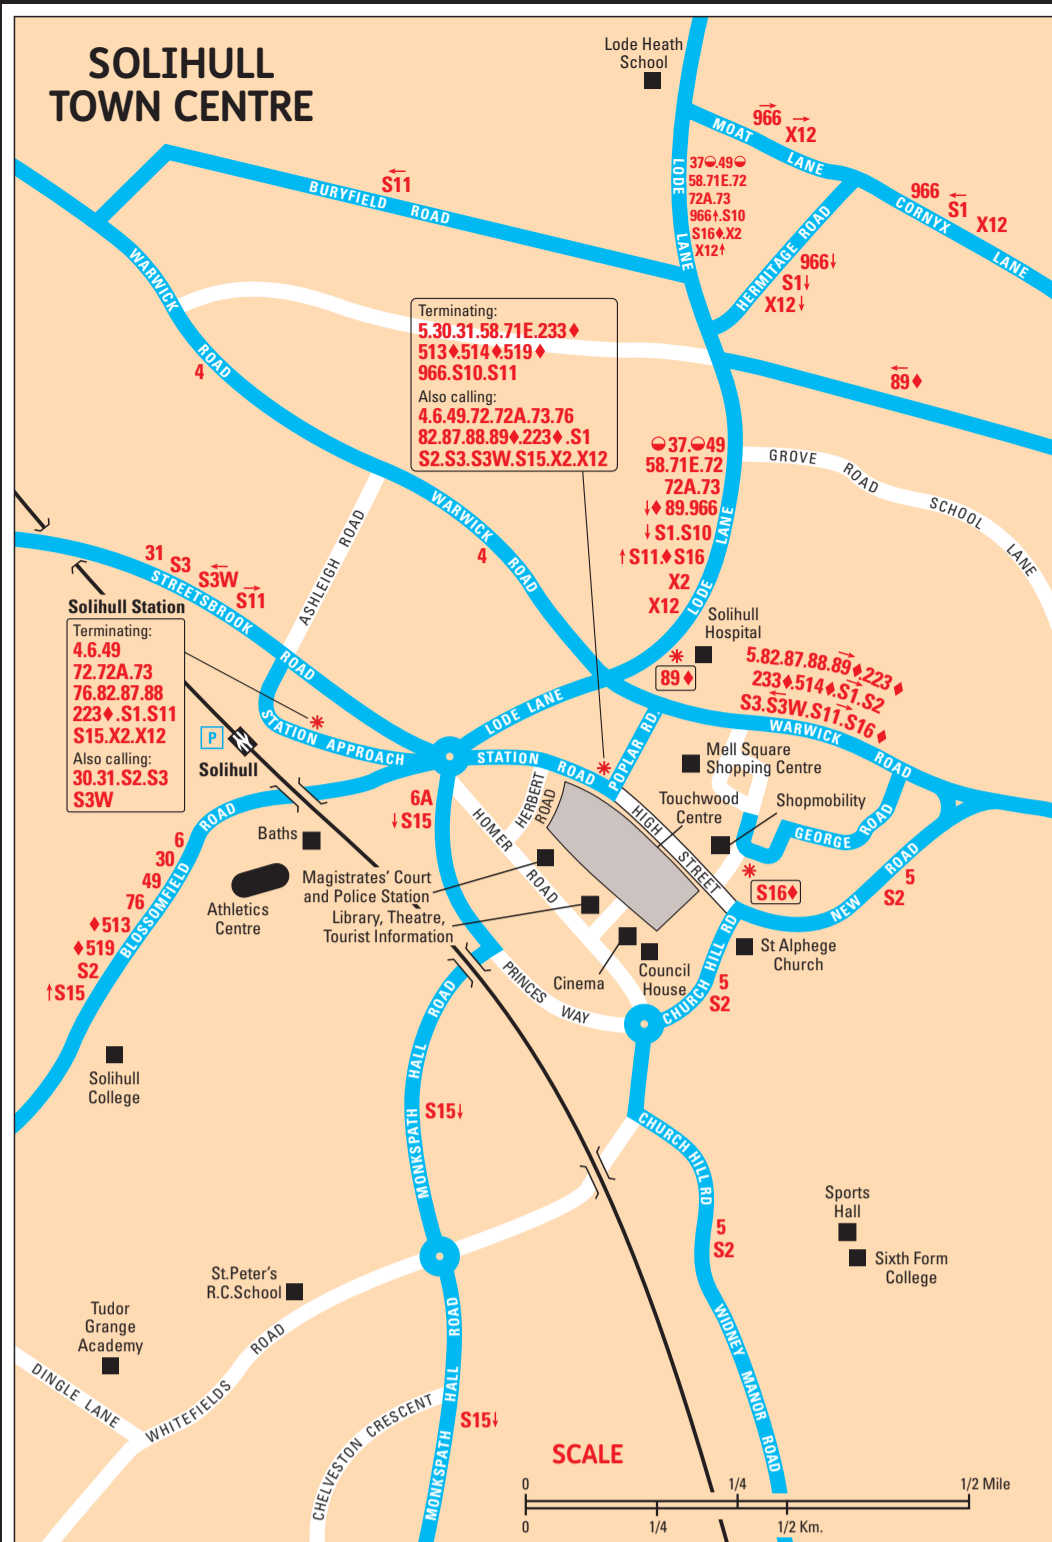 SOLIHULL
TOWN CENTRE
Lode Heath
School
966
X12
MOAT LANE
LODE LANE
37.49
58.71E.72
72A.73
966↑.S10
S16♦.X2
X12↑
S11
BURYFIELD ROAD
966
S1
X12
CORNYX LANE
HERMITAGE ROAD
966↓
S1↓
X12↓
WARWICK ROAD
4
Terminating:
5.30.31.58.71E.233♦
513♦.514♦.519♦
966.S10.S11
Also calling:
4.6.49.72.72A.73.76
82.87.88.89♦.223♦.S1
S2.S3.S3W.S15.X2.X12
89♦
37.49
58.71E.72
72A.73
↓♦89.966
↓S1.S10
↑S11.♦S16
X2
X12
LODE LANE
GROVE ROAD
SCHOOL LANE
WARWICK ROAD
4
ASHLEIGH ROAD
31
S3
S3W
S11
STREETSBROOK ROAD
Solihull Station
Terminating:
4.6.49
72.72A.73
76.82.87.88
223♦.S1.S11
S15.X2.X12
Also calling:
30.31.S2.S3
S3W
Solihull
Hospital
89♦
5.82.87.88.89♦.223♦
233♦.514♦.S1.S2
S3.S3W.S11.S16♦
WARWICK ROAD
LODE LANE
STATION APPROACH
P
Solihull
STATION ROAD
POPLAR RD.
Mell Square
Shopping Centre
Touchwood
Centre
Shopmobility
GEORGE ROAD
HERBERT ROAD
HIGH STREET
6A
↓S15
HOMER ROAD
Baths
BLOSSOMFIELD ROAD
6
30
49
76
♦513
♦519
S2
↑S15
Athletics
Centre
Magistrates' Court
and Police Station
Library, Theatre,
Tourist Information
S16♦
NEW ROAD
5
S2
St Alphege
Church
Cinema
Council
House
CHURCH HILL RD
5
S2
PRINCES WAY
MONKSPATH HALL ROAD
S15↓
Solihull
College
CHURCH HILL RD
5
S2
Sports
Hall
Sixth Form
College
St.Peter's
R.C.School
Tudor
Grange
Academy
DINGLE LANE
WHITEFIELDS ROAD
CHELVESTON CRESCENT
MONKSPATH HALL ROAD
S15↓
WIDNEY MANOR ROAD
SCALE
0 1/4 1/2 Mile
0 1/4 1/2 Km.